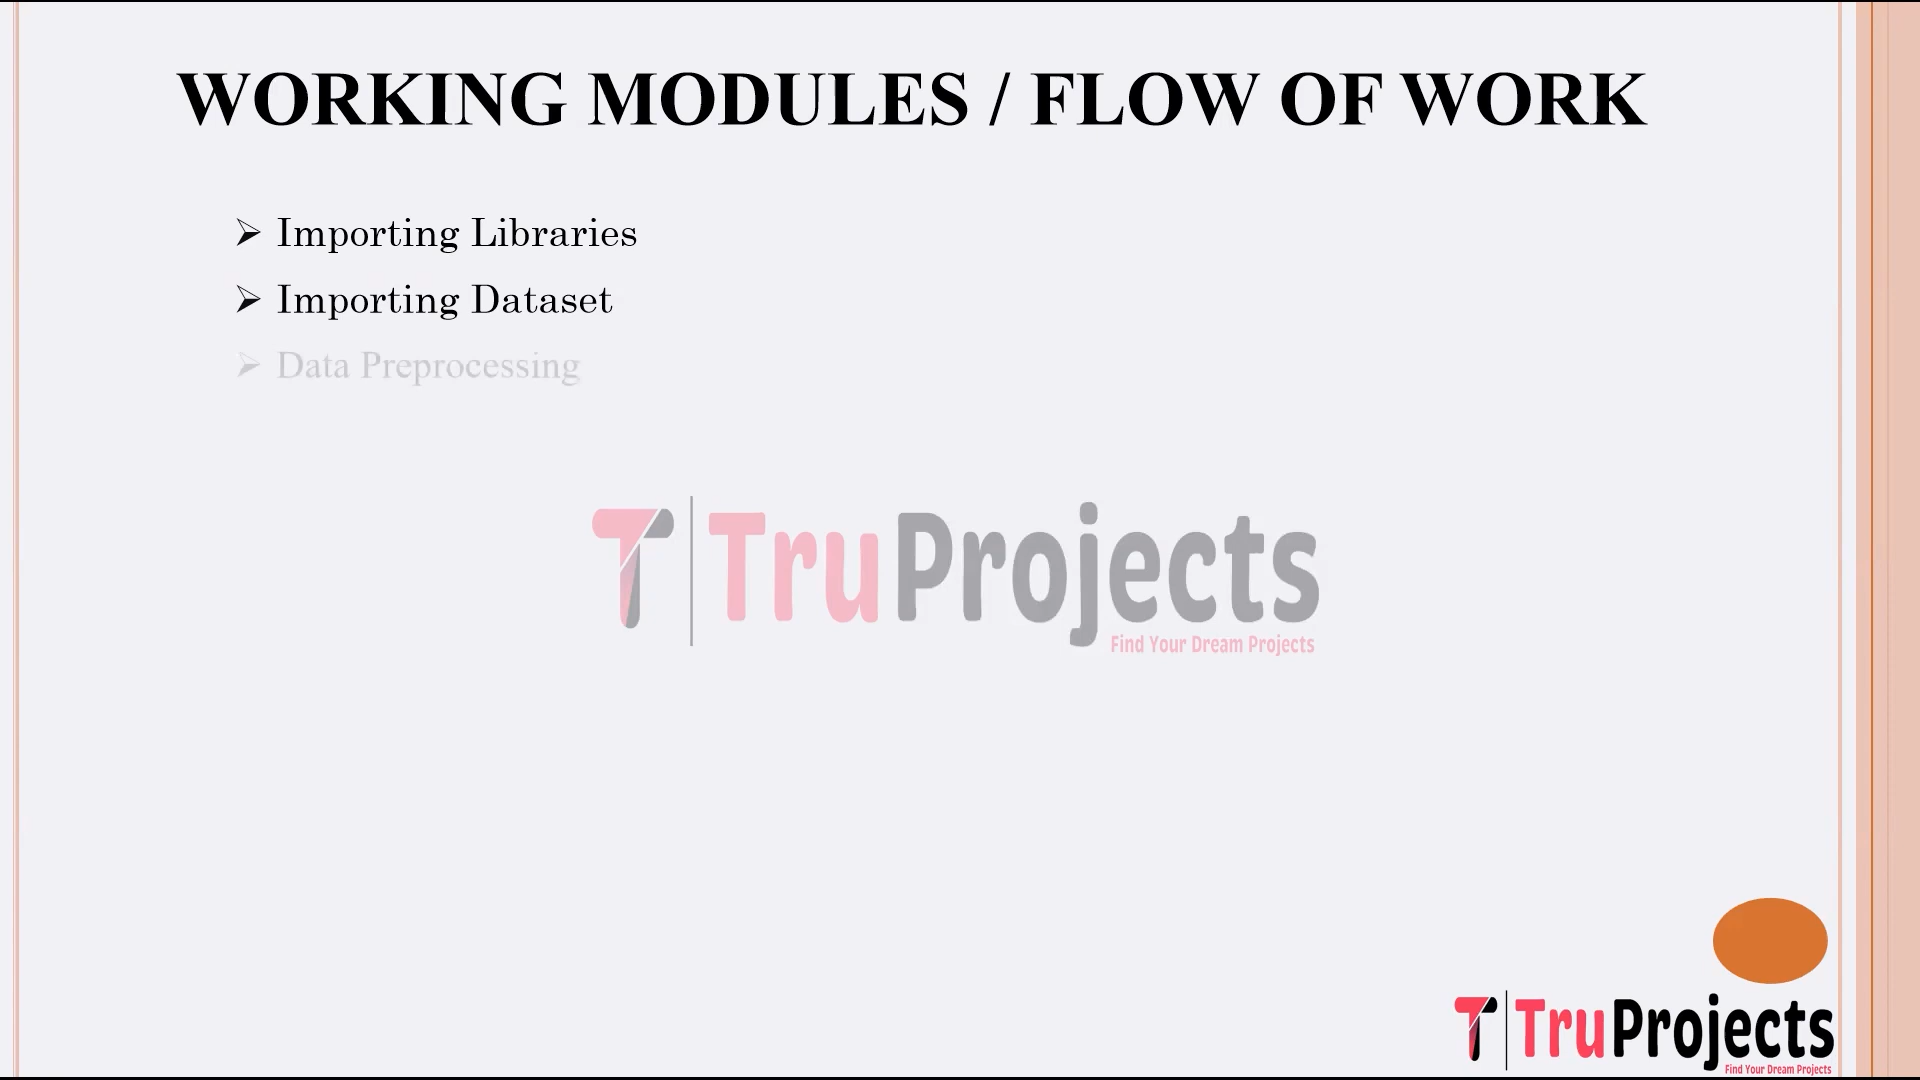 WORKING MODULES / FLOW OF WORK
➢ Importing Libraries
➢ Importing Dataset
➢ Data Preprocessing
TruProjects
Find Your Dream Projects
TruProjects
Find Your Dream Projects